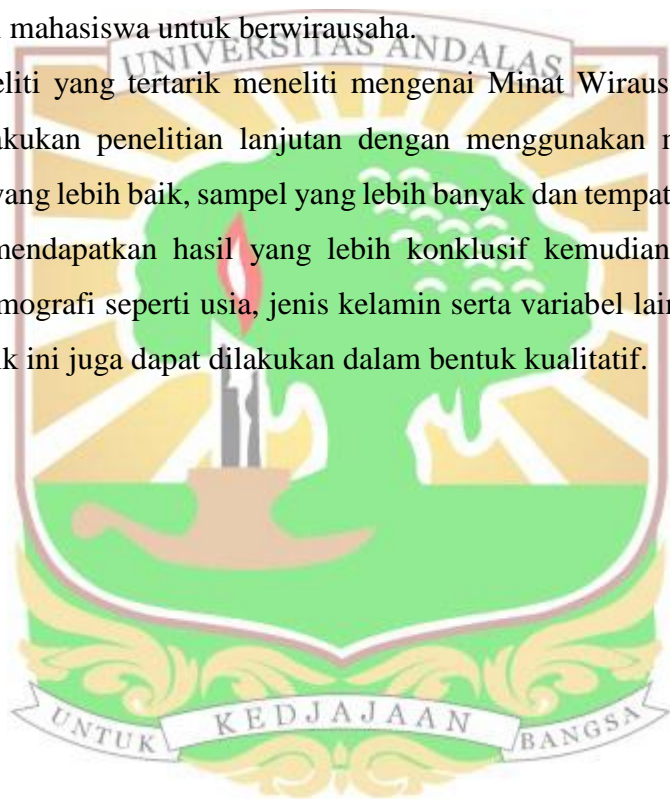 mahasiswa untuk berwirausaha.
UNIVERSITAS ANDALAS
eliti yang tertarik meneliti mengenai Minat Wiraus
akukan penelitian lanjutan dengan menggunakan
yang lebih baik, sampel yang lebih banyak dan tempat
mendapatkan hasil yang lebih konklusif kemudian
mografi seperti usia, jenis kelamin serta variabel lain
ik ini juga dapat dilakukan dalam bentuk kualitatif.
UNTUK KEDJAJAAN BANGSA